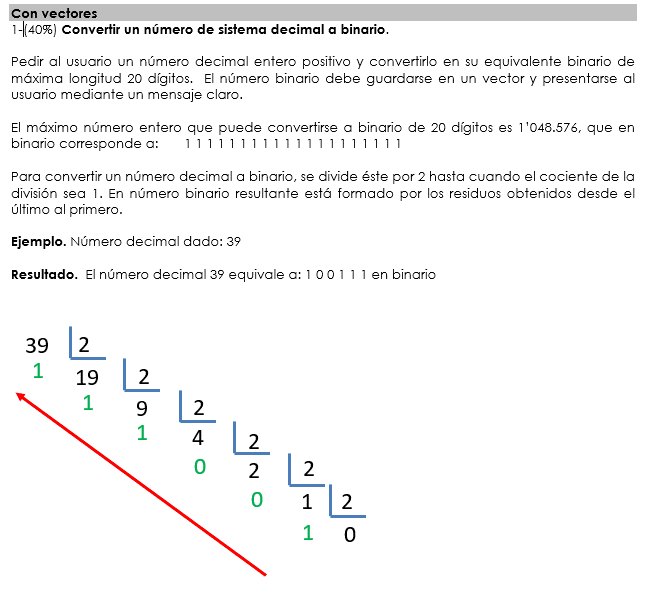 Con vectores
1-(40%) Convertir un número de sistema decimal a binario.
Pedir al usuario un número decimal entero positivo y convertirlo en su equivalente binario de
máxima longitud 20 dígitos. El número binario debe guardarse en un vector y presentarse al
usuario mediante un mensaje claro.
El máximo número entero que puede convertirse a binario de 20 dígitos es 1'048.576, que en
binario corresponde a: 1 1 1 1 1 1 1 1 1 1 1 1 1 1 1 1 1 1 1 1
Para convertir un número decimal a binario, se divide éste por 2 hasta cuando el cociente de la
división sea 1. En número binario resultante está formado por los residuos obtenidos desde el
último al primero.
Ejemplo. Número decimal dado: 39
Resultado. El número decimal 39 equivale a: 1 0 0 1 1 1 en binario
39 2
1 19 2
1 9 2
1 4 2
0 2 2
0 1 2
1 0